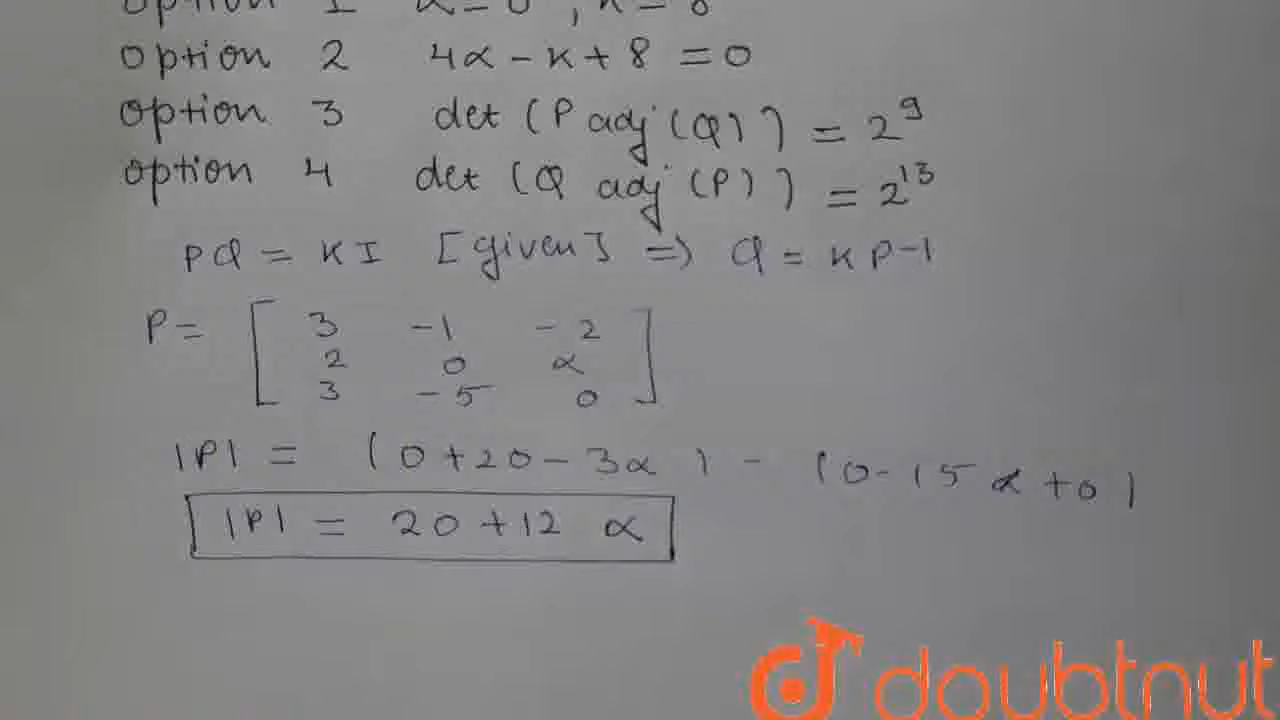 option 2 4α - k + 8 = 0
option 3 det (P adj (Q)) = 2^9
option 4 det (Q adj (P)) = 2^13
PQ = KI [given] => Q = KP-1
P = [ 3 -1 -2
2 0 α
3 -5 0 ]
|P| = (0+20-3α) - (0-15α+0)
|P| = 20+12 α
doubtnut